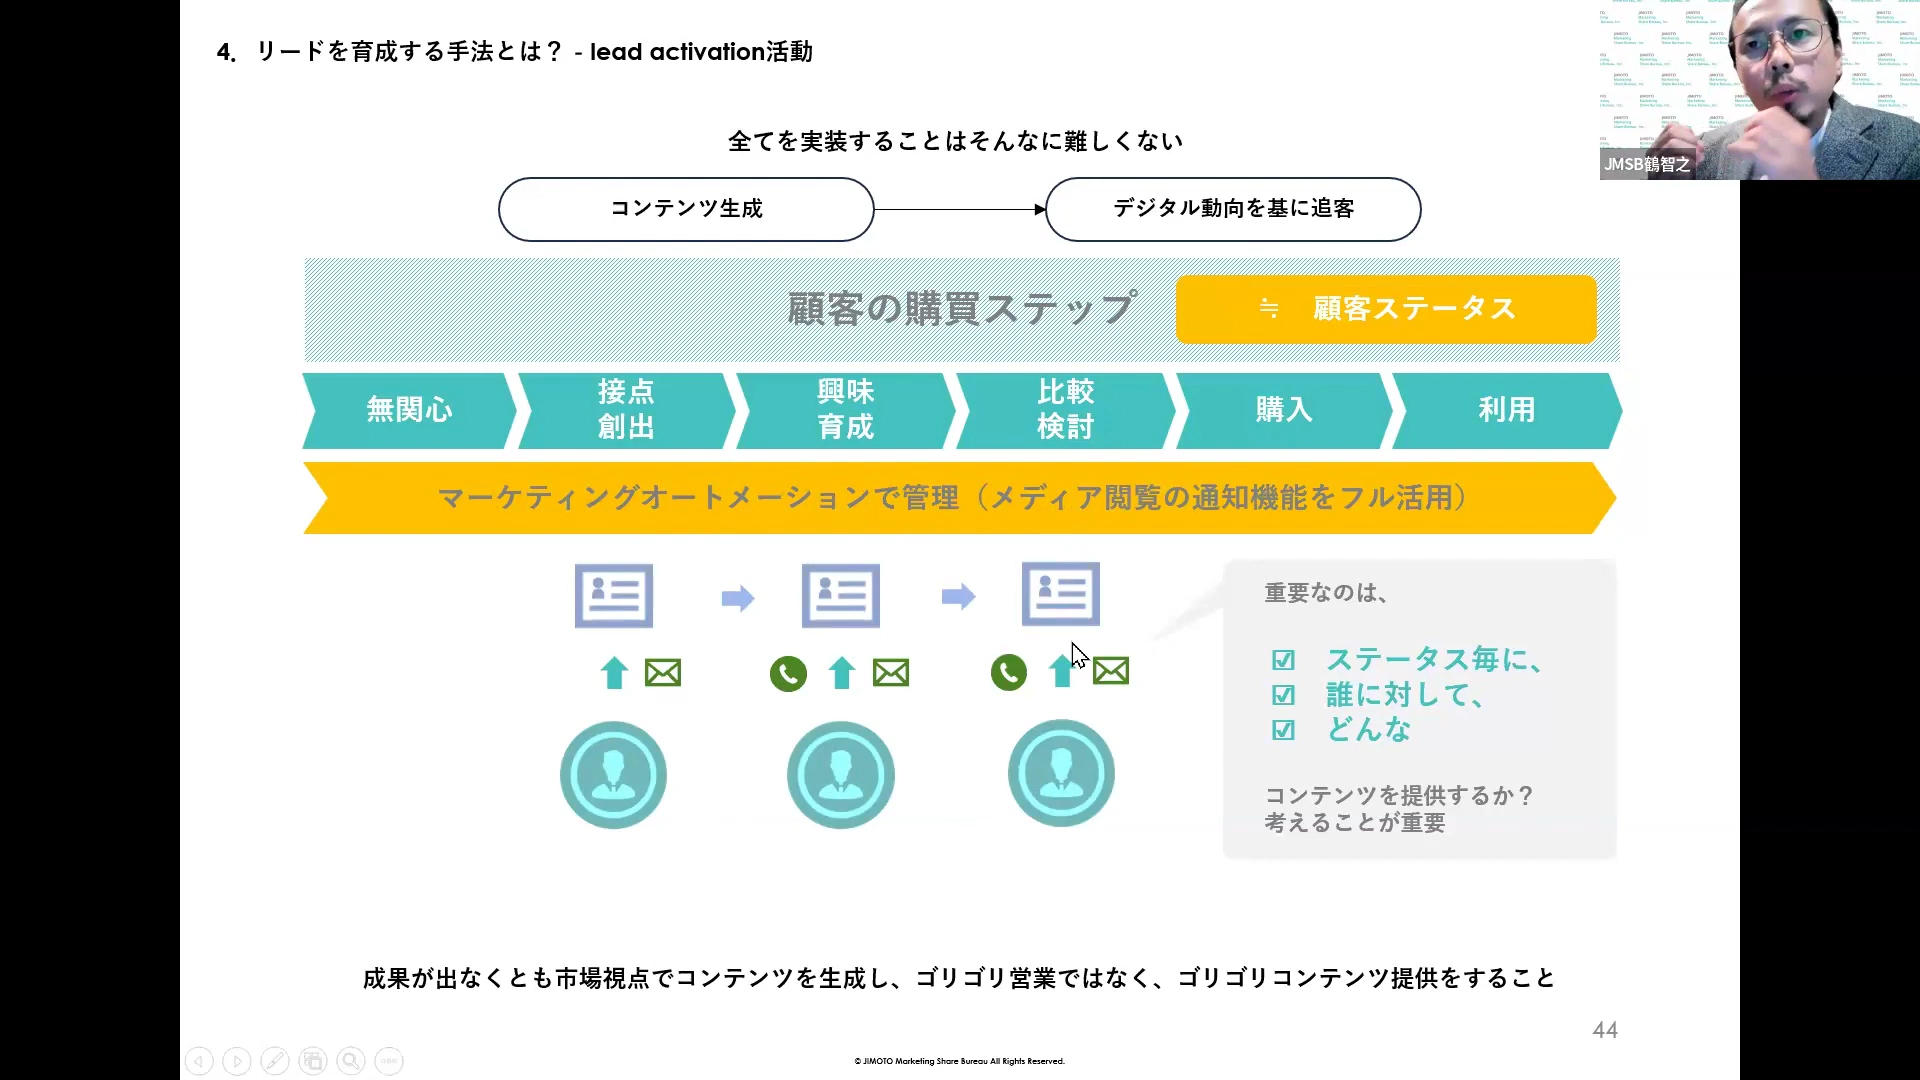 4. リードを育成する手法とは？ - lead activation活動
全てを実装することはそんなに難しくない
コンテンツ生成
デジタル動向を基に追客
顧客の購買ステップ
≒ 顧客ステータス
無関心
接点
創出
興味
育成
比較
検討
購入
利用
マーケティングオートメーションで管理（メディア閲覧の通知機能をフル活用）
重要なのは、
ステータス毎に、
誰に対して、
どんな
コンテンツを提供するか？
考えることが重要
成果が出なくとも市場視点でコンテンツを生成し、ゴリゴリ営業ではなく、ゴリゴリコンテンツ提供をすること
44
© JIMOTO Marketing Share Bureau All Rights Reserved.
JMSB鶴智之